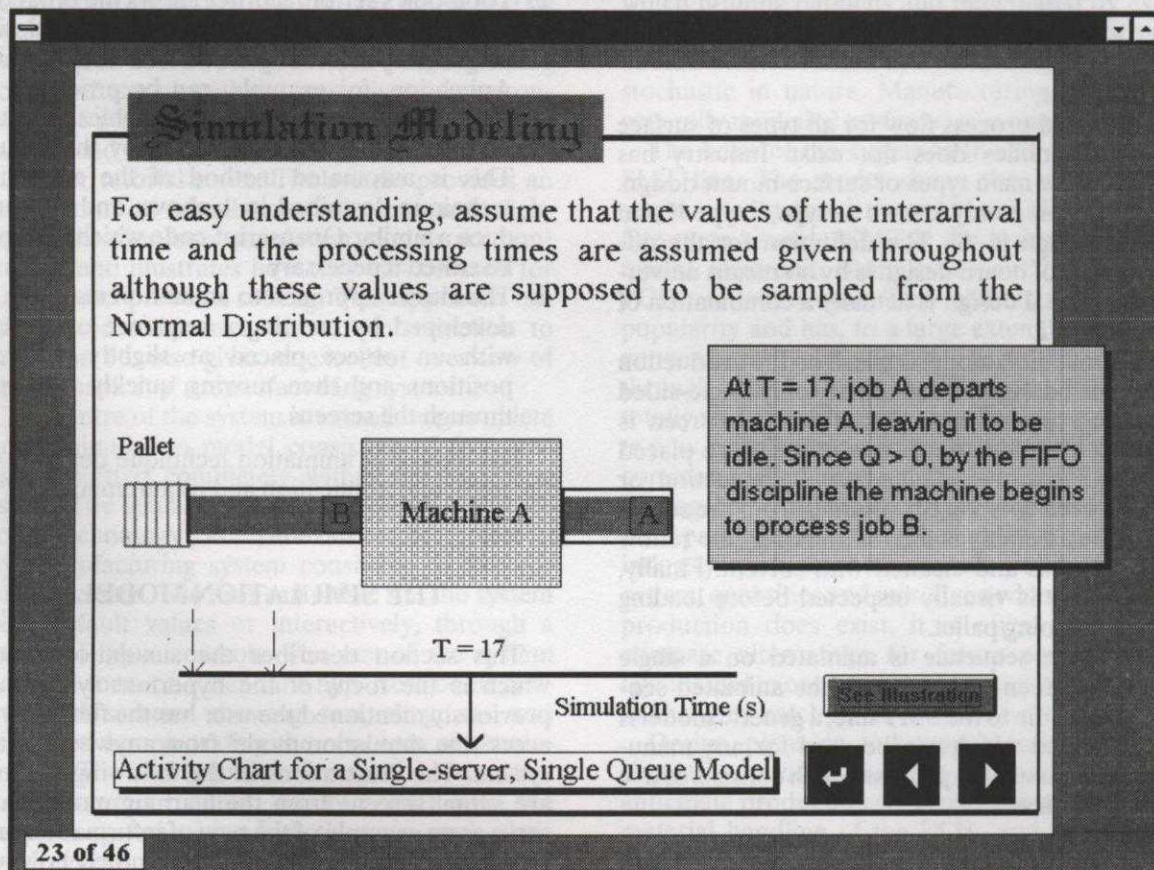 Simulation Modeling
For easy understanding, assume that the values of the interarrival
time and the processing times are assumed given throughout
although these values are supposed to be sampled from the
Normal Distribution.
At T = 17, job A departs
machine A, leaving it to be
idle. Since Q > 0, by the FIFO
discipline the machine begins
to process job B.
Pallet
B
Machine A
A
T = 17
Simulation Time (s)
See Illustration
Activity Chart for a Single-server, Single Queue Model
23 of 46